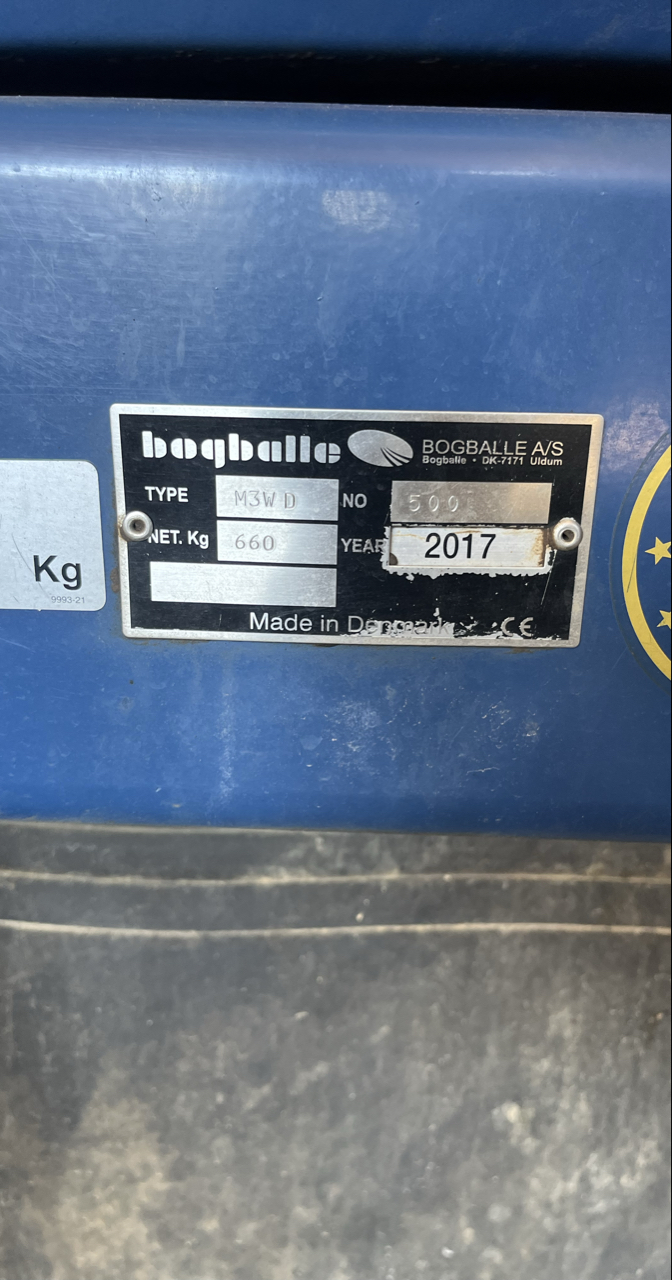 bogballe
BOGBALLE A/S
Bogballe • DK-7171 Uldum
TYPE M3WD NO 500
NET. Kg 660 YEAR 2017
Made in Denmark CE
Kg
9993-21